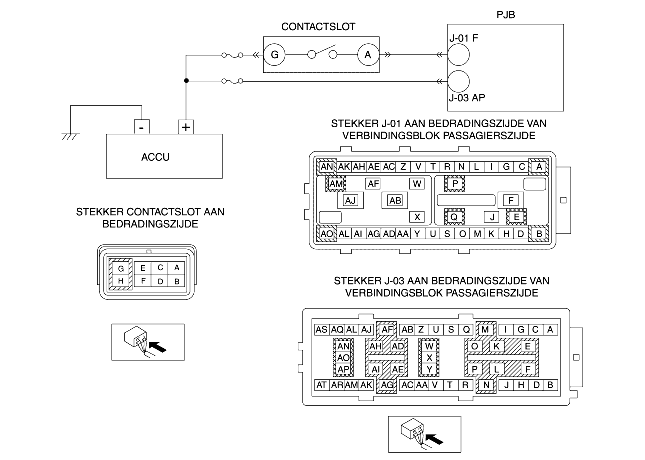 PJB
CONTACTSLOT
J-01 F
G A
J-03 AP
- +
ACCU
STEKKER J-01 AAN BEDRADINGSZIJDE VAN
VERBINDINGSBLOK PASSAGIERSZIJDE
AN AK AH AE AC Z V T R N L I G C A
AM AF W P
AJ AB F
X Q J E
AO AL AI AG AD AA Y U S O M K H D B
STEKKER CONTACTSLOT AAN
BEDRADINGSZIJDE
G E C A
H F D B
STEKKER J-03 AAN BEDRADINGSZIJDE VAN
VERBINDINGSBLOK PASSAGIERSZIJDE
AS AQ AL AJ AF AB Z U S Q M I G C A
AN AH AD W O K E
AO X
AP AI AE Y P L F
AT AR AM AK AG AC AA V T R N J H D B